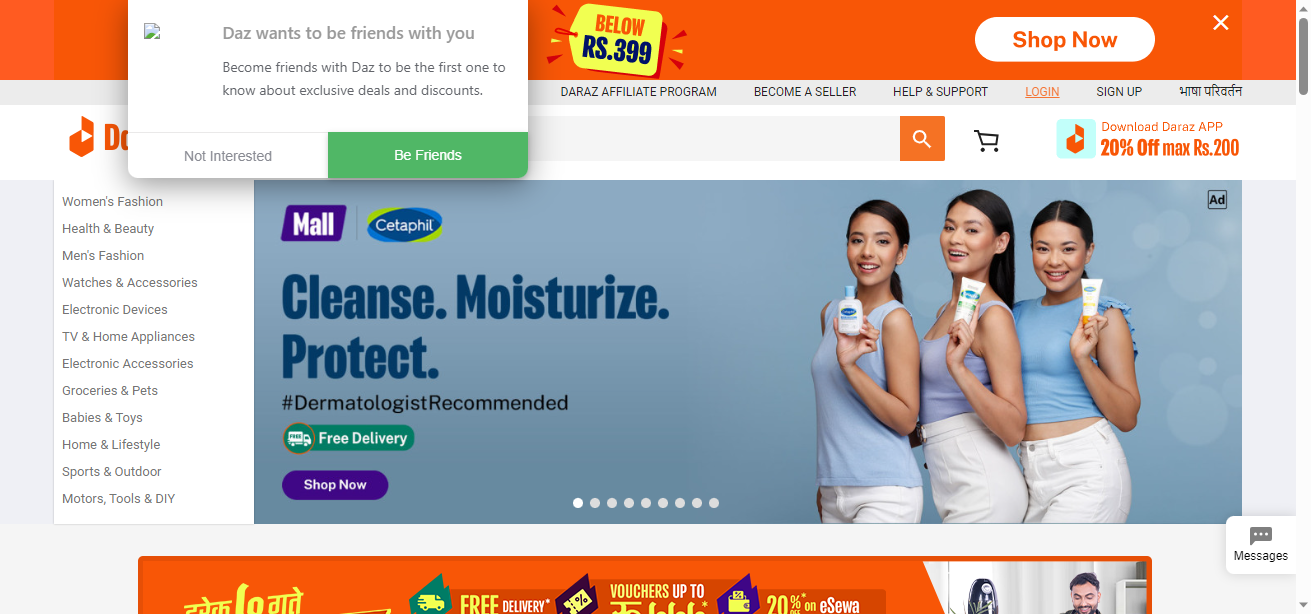 BELOW
RS.399
Shop Now
Daz wants to be friends with you
Become friends with Daz to be the first one to
know about exclusive deals and discounts.
Not Interested
Be Friends
DARAZ AFFILIATE PROGRAM
BECOME A SELLER
HELP & SUPPORT
LOGIN
SIGN UP
भाषा परिवर्तन
Download Daraz APP
20% Off max Rs.200
Women's Fashion
Health & Beauty
Men's Fashion
Watches & Accessories
Electronic Devices
TV & Home Appliances
Electronic Accessories
Groceries & Pets
Babies & Toys
Home & Lifestyle
Sports & Outdoor
Motors, Tools & DIY
Mall
Cetaphil
Ad
Cleanse. Moisturize.
Protect.
#DermatologistRecommended
FREE
Free Delivery
Shop Now
Messages
FREE DELIVERY*
VOUCHERS UP TO
20%* on eSewa